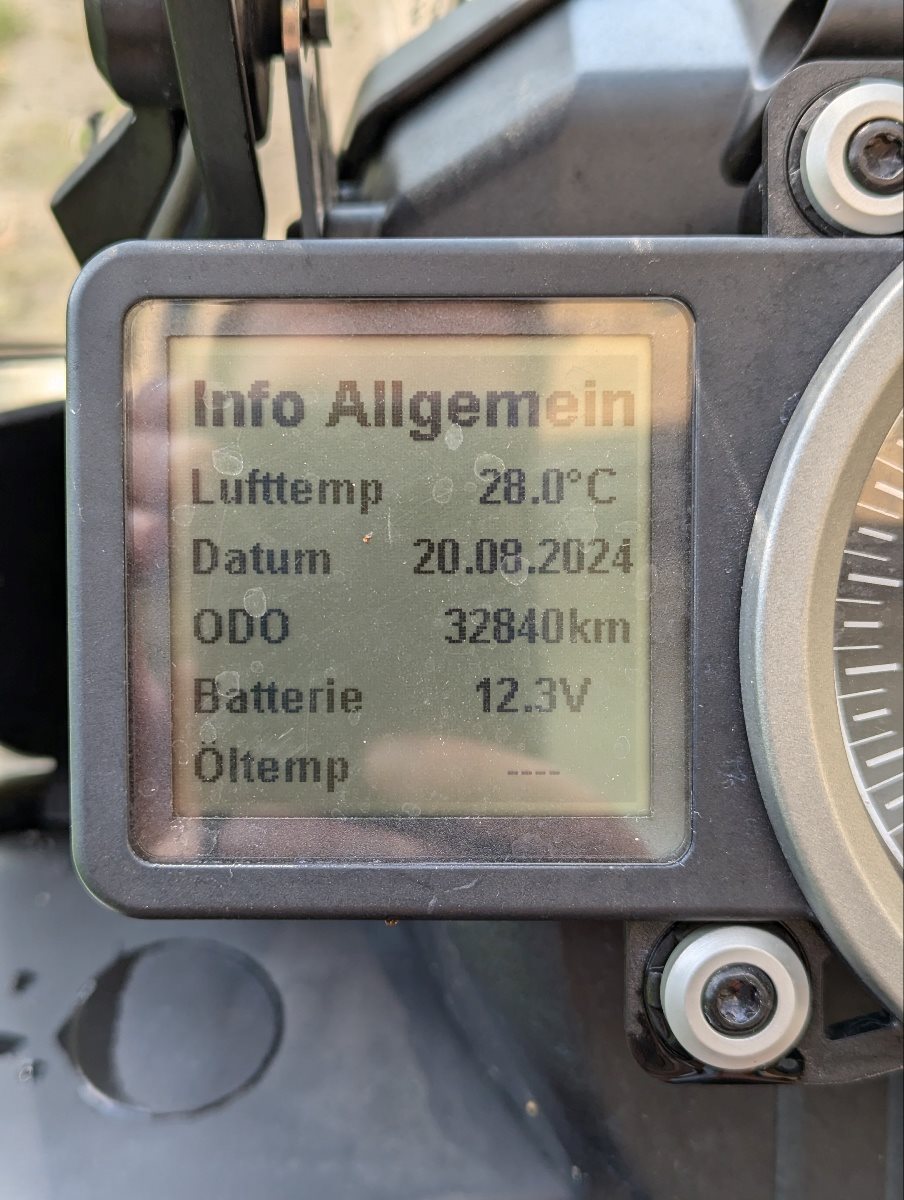 Info Allgemein
Lufttemp 28.0°C
Datum 20.08.2024
ODO 32840km
Batterie 12.3V
Öltemp ----